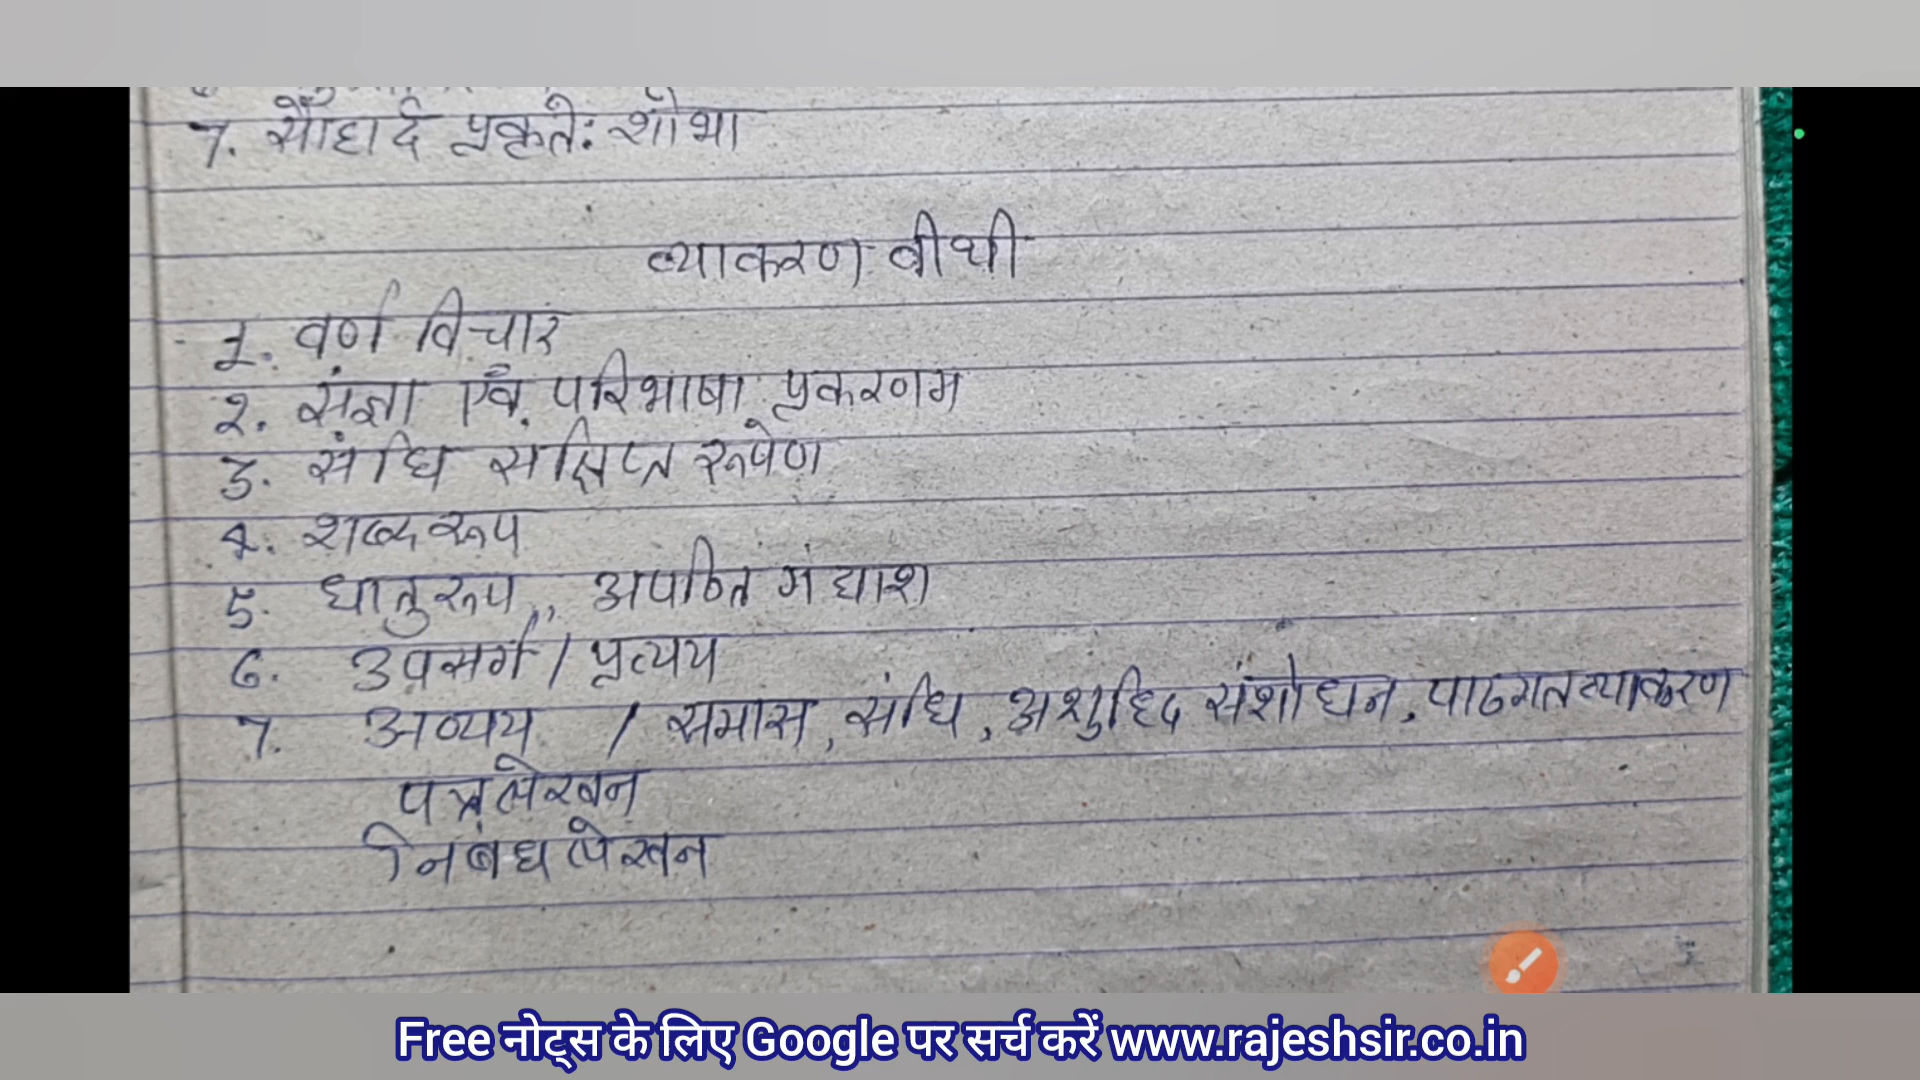 7. सौहार्द प्रकृतेः शोभा
व्याकरण वीथी
1. वर्ण विचार
2. संज्ञा एवं परिभाषा प्रकरणम
3. संधि संक्षिप्त रूपेण
4. शब्द रूप
5. धातु रूप,, अपठित गद्यांश
6. उपसर्ग / प्रत्यय
7. अव्यय / समास, संधि, अशुद्धि संशोधन, पाठगत व्याकरण
पत्र लेखन
निबंध लेखन
Free नोट्स के लिए Google पर सर्च करें www.rajeshsir.co.in